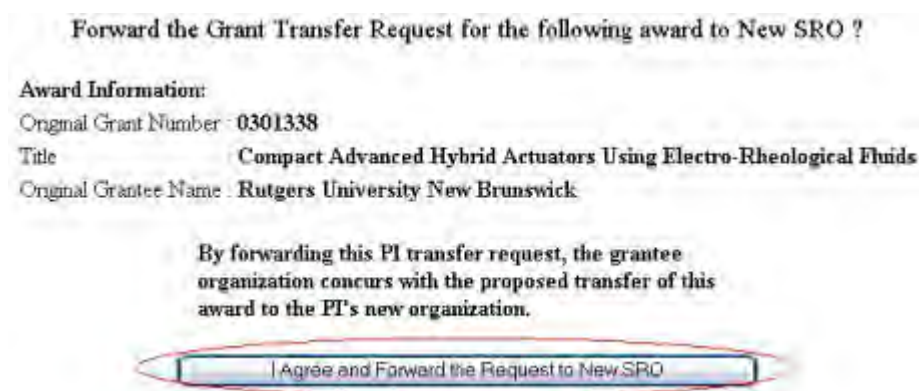 Forward the Grant Transfer Request for the following award to New SRO ?
Award Information:
Original Grant Number : 0301338
Title : Compact Advanced Hybrid Actuators Using Electro-Rheological Fluids
Original Grantee Name : Rutgers University New Brunswick
By forwarding this PI transfer request, the grantee
organization concurs with the proposed transfer of this
award to the PI's new organization.
I Agree and Forward the Request to New SRO